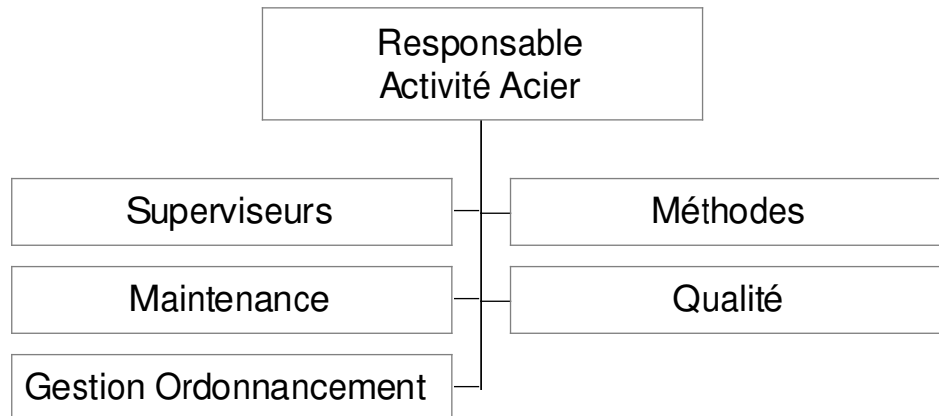 Responsable
Activité Acier
Superviseurs
Méthodes
Maintenance
Qualité
Gestion Ordonnancement